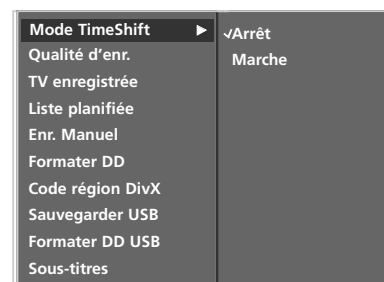 Mode TimeShift ▶ ✓Arrêt
Qualité d’enr. Marche
TV enregistrée
Liste planifiée
Enr. Manuel
Formater DD
Code région DivX
Sauvegarder USB
Formater DD USB
Sous-titres